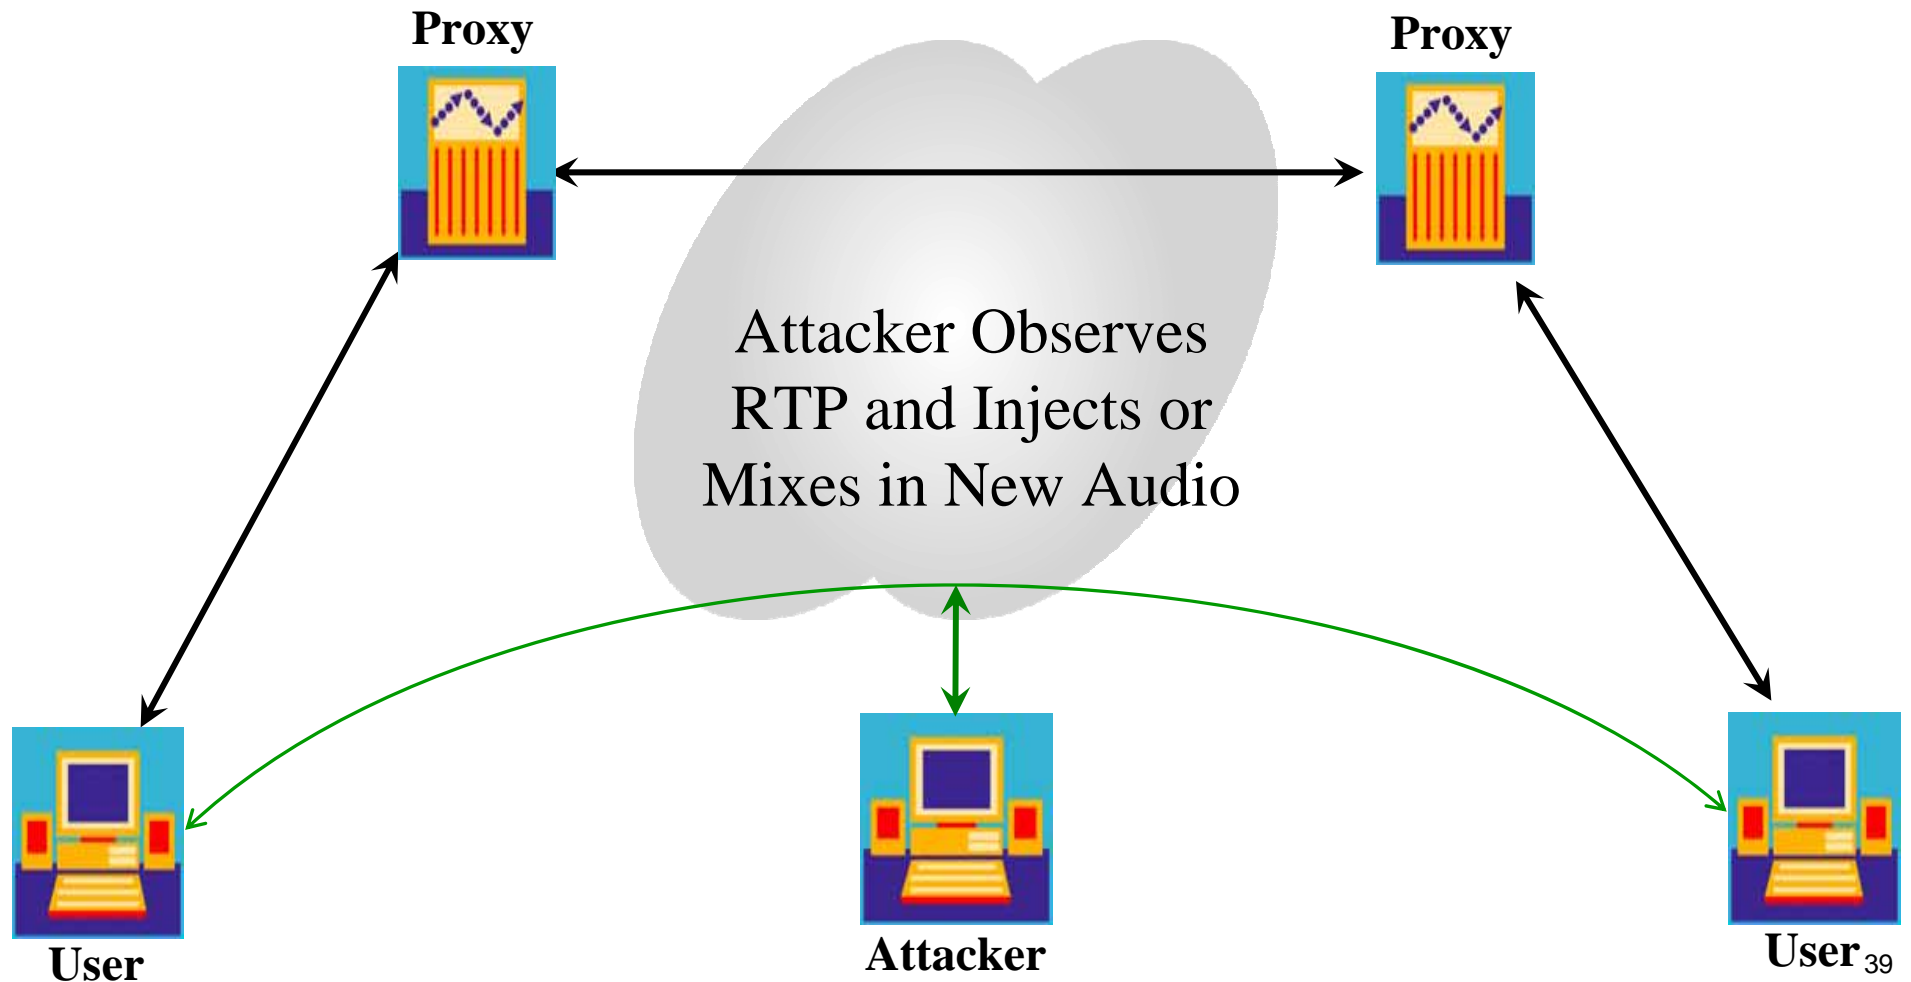 Proxy
Proxy
Attacker Observes
RTP and Injects or
Mixes in New Audio
User
Attacker
User
39